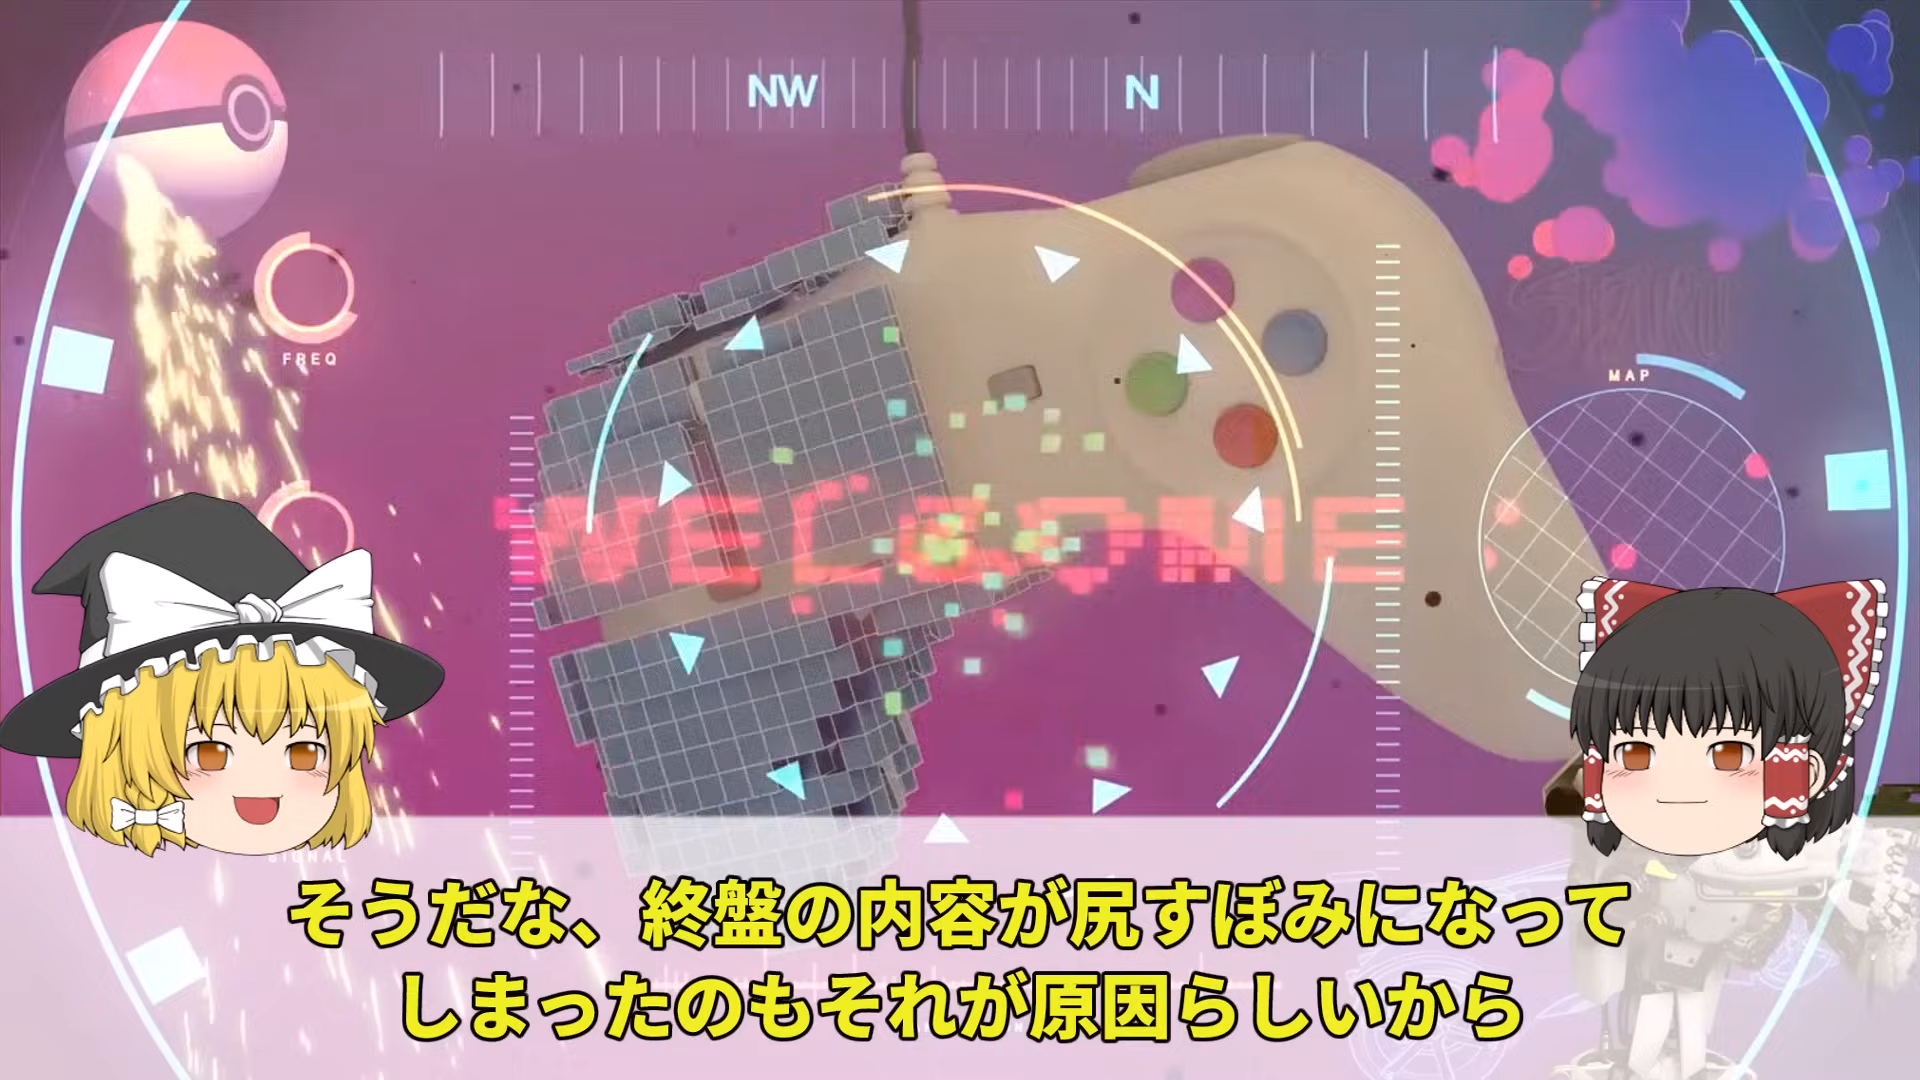 NW
N
FREQ
MAP
WELCOME
SIGNAL
そうだな、終盤の内容が尻すぼみになって
しまったのもそれが原因らしいから